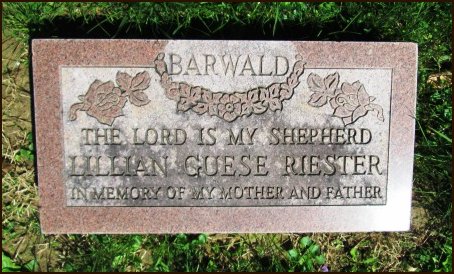 BARWALD
THE LORD IS MY SHEPHERD
LILLIAN GUESE RIESTER
IN MEMORY OF MY MOTHER AND FATHER